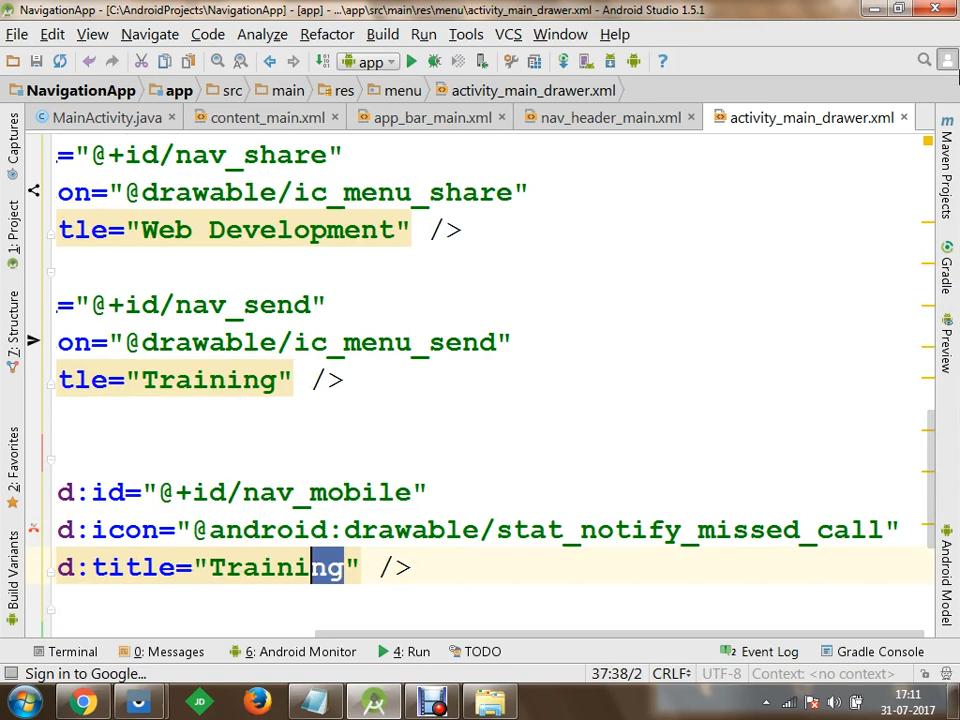 NavigationApp - [C:\AndroidProjects\NavigationApp] - [app] - ...\app\src\main\res\menu\activity_main_drawer.xml - Android Studio 1.5.1
File Edit View Navigate Code Analyze Refactor Build Run Tools VCS Window Help
app
NavigationApp app src main res menu activity_main_drawer.xml
MainActivity.java content_main.xml app_bar_main.xml nav_header_main.xml activity_main_drawer.xml
Captures
1: Project
7: Structure
2: Favorites
Build Variants
="@+id/nav_share"
on="@drawable/ic_menu_share"
tle="Web Development" />
="@+id/nav_send"
on="@drawable/ic_menu_send"
tle="Training" />
d:id="@+id/nav_mobile"
d:icon="@android:drawable/stat_notify_missed_call"
d:title="Training" />
Maven Projects
Gradle
Preview
Android Model
Terminal 0: Messages 6: Android Monitor 4: Run TODO Event Log Gradle Console
Sign in to Google... 37:38/2 CRLF UTF-8 Context: <no context>
JD
17:11
31-07-2017